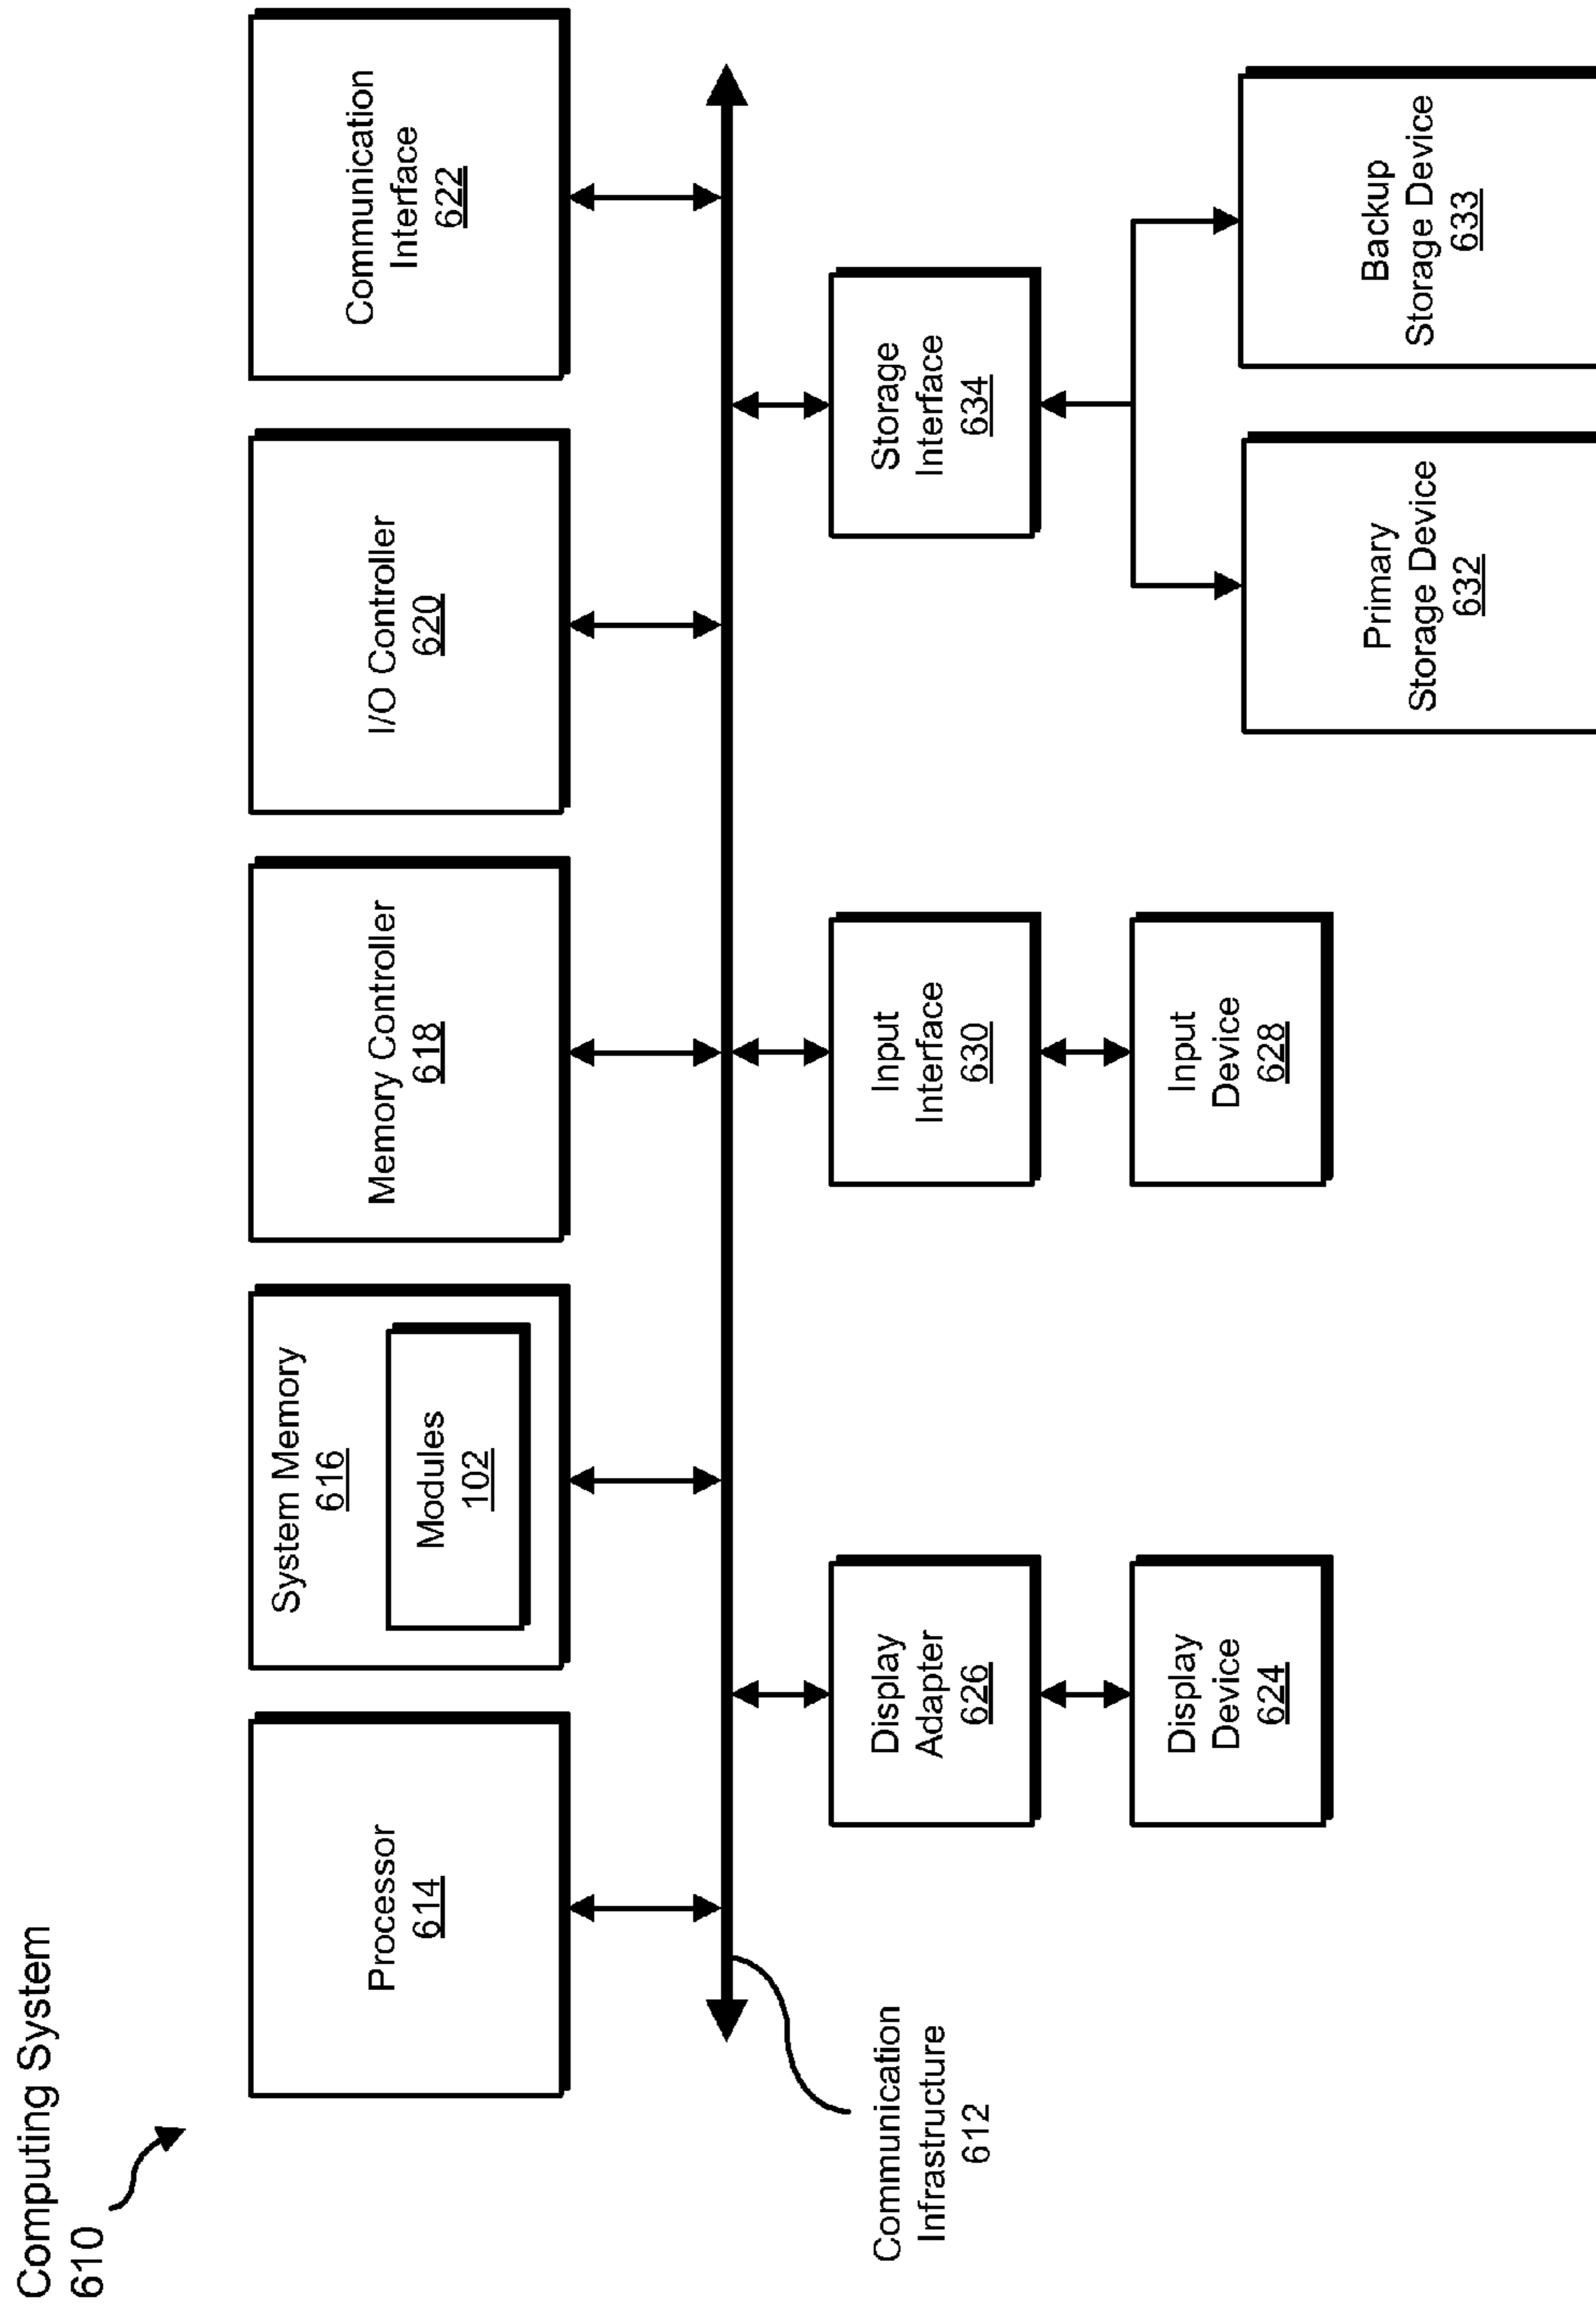 Computing System
610
Processor
614
System Memory
616
Modules
102
Memory Controller
618
I/O Controller
620
Communication
Interface
622
Communication
Infrastructure
612
Display
Adapter
626
Input
Interface
630
Storage
Interface
634
Display
Device
624
Input
Device
628
Primary
Storage Device
632
Backup
Storage Device
633